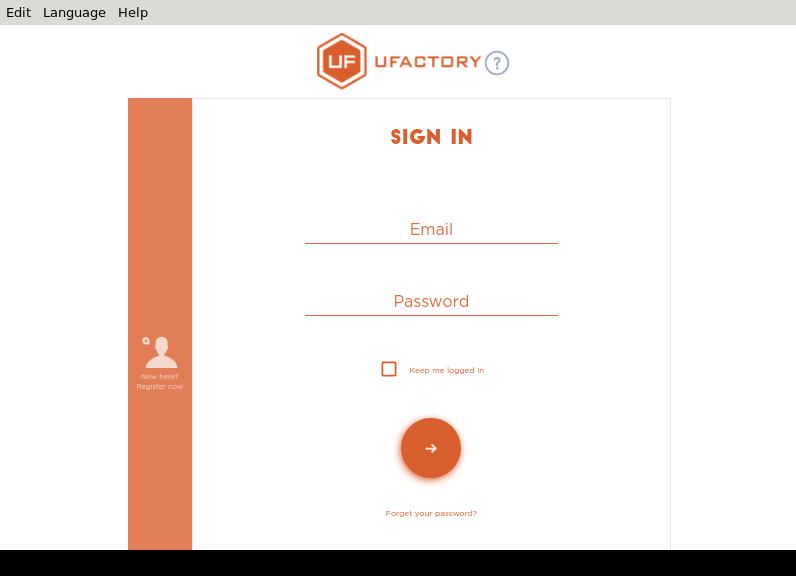 Edit Language Help
UF UFACTORY ?
SIGN IN
Email
Password
Keep me logged in
New here?
Register now
Forget your password?